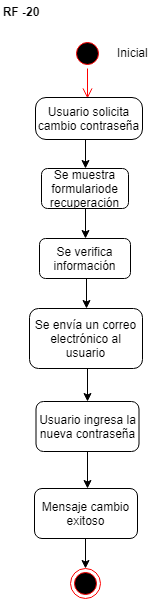 RF -20
Inicial
Usuario solicita
cambio contraseña
Se muestra
formulariode
recuperación
Se verifica
información
Se envía un correo
electrónico al
usuario
Usuario ingresa la
nueva contraseña
Mensaje cambio
exitoso